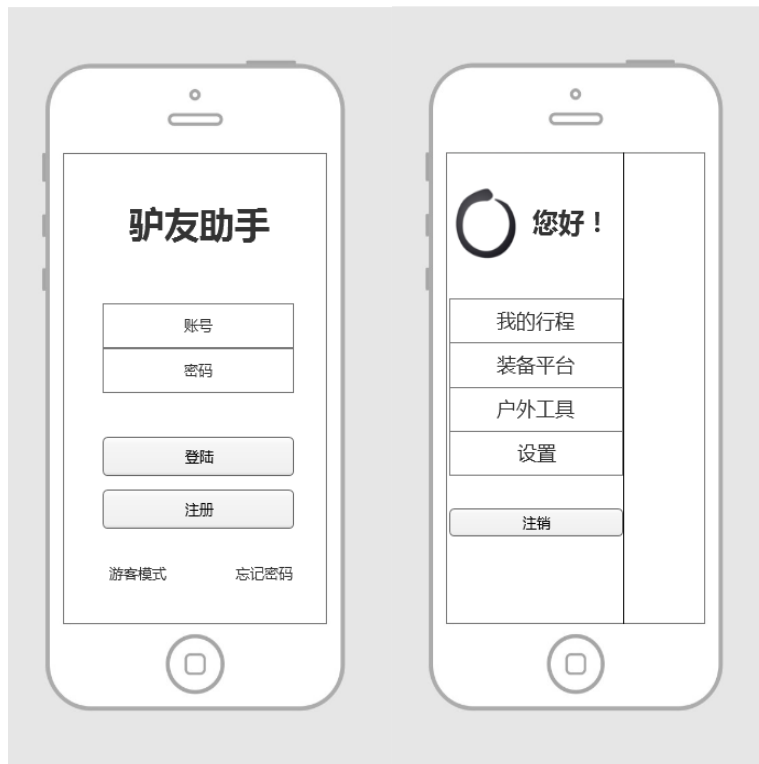 驴友助手
账号
密码
登陆
注册
游客模式 忘记密码
您好！
我的行程
装备平台
户外工具
设置
注销